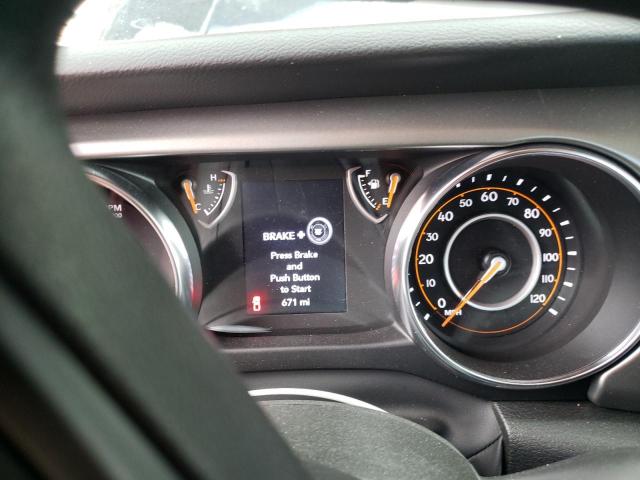 H
C
F
E
BRAKE +
Press Brake
and
Push Button
to Start
671 mi
0
20
30
40
50
60
70
80
90
100
110
120
MPH